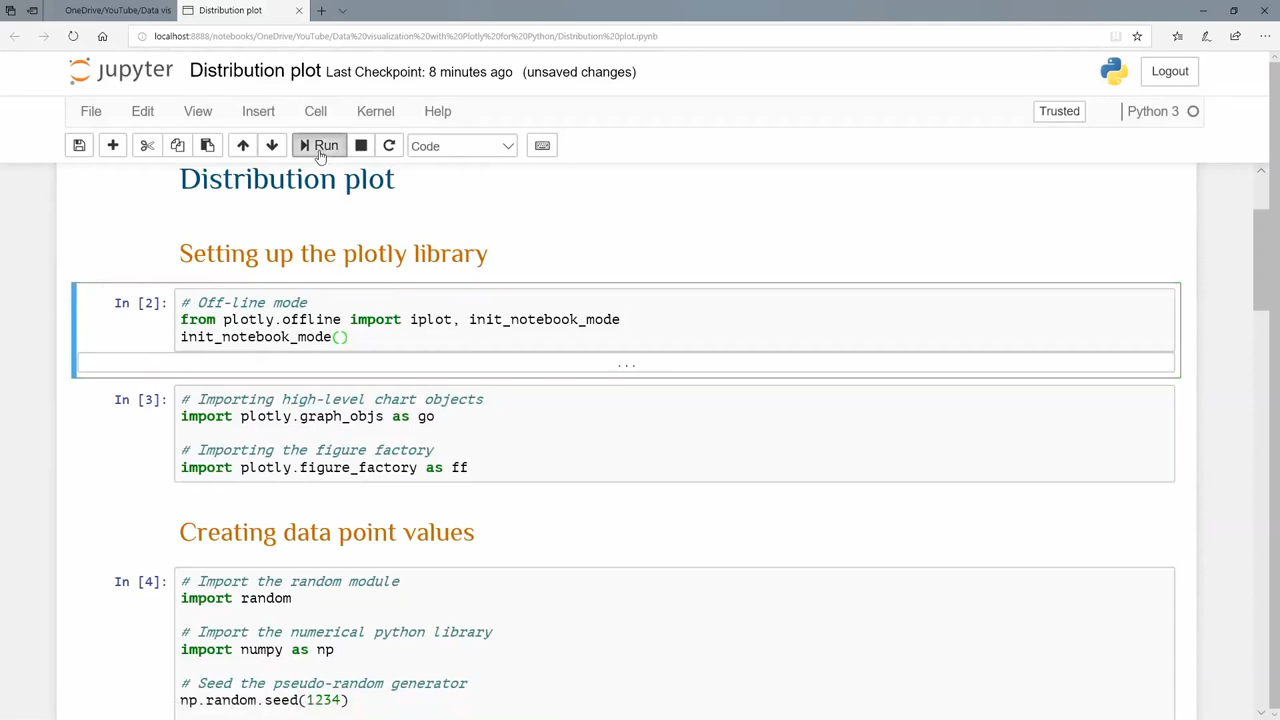 OneDrive/YouTube/Data vis
Distribution plot
localhost:8888/notebooks/OneDrive/YouTube/Data%20visualization%20with%20Plotly%20for%20Python/Distribution%20plot.ipynb
jupyter Distribution plot Last Checkpoint: 8 minutes ago (unsaved changes)
Logout
File Edit View Insert Cell Kernel Help
Trusted
Python 3
Run
Code
Distribution plot
Setting up the plotly library
In [2]:
# Off-line mode
from plotly.offline import iplot, init_notebook_mode
init_notebook_mode()
...
In [3]:
# Importing high-level chart objects
import plotly.graph_objs as go
# Importing the figure factory
import plotly.figure_factory as ff
Creating data point values
In [4]:
# Import the random module
import random
# Import the numerical python library
import numpy as np
# Seed the pseudo-random generator
np.random.seed(1234)